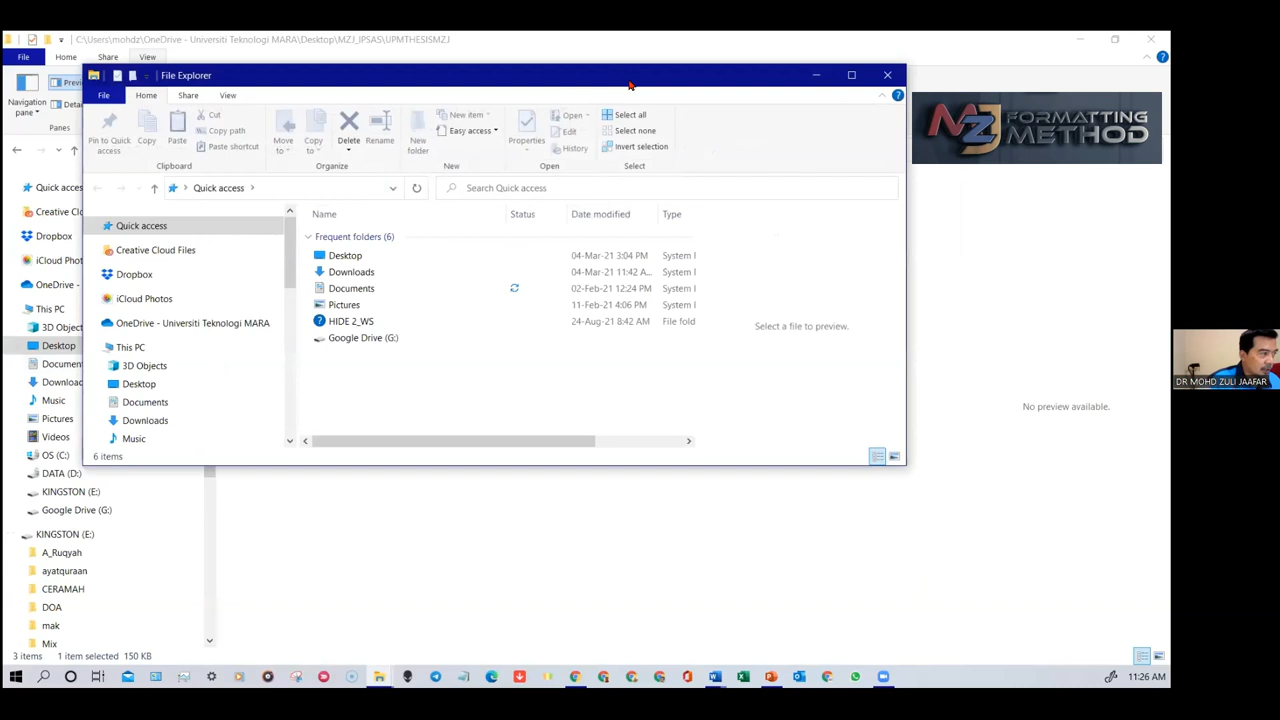 C:\Users\mohdz\OneDrive - Universiti Teknologi MARA\Desktop\MZJ_IPSAS\UPMTHESISMZJ
File Home Share View
File Explorer
File Home Share View
Navigation
pane
Panes
Pin to Quick
access
Copy
Paste
Cut
Copy path
Paste shortcut
Clipboard
Move
to
Copy
to
Delete
Rename
Organize
New
folder
New item
Easy access
New
Properties
Open
Edit
History
Open
Select all
Select none
Invert selection
Select
MZJ FORMATTING
METHOD
Quick access
Search Quick access
Name Status Date modified Type
Frequent folders (6)
Desktop 04-Mar-21 3:04 PM
Downloads 04-Mar-21 11:42 A...
Documents 02-Feb-21 12:24 PM
Pictures 11-Feb-21 4:06 PM
HIDE 2_WS 24-Aug-21 8:42 AM File fold
Google Drive (G:)
Select a file to preview.
Quick access
Creative Cloud Files
Dropbox
iCloud Photos
OneDrive - Universiti Teknologi MARA
This PC
3D Objects
Desktop
Documents
Downloads
Music
6 items
Quick acces
Creative Clo
Dropbox
iCloud Phot
OneDrive -
This PC
3D Object
Desktop
Documen
Download
Music
Pictures
Videos
OS (C:)
DATA (D:)
KINGSTON (E:)
Google Drive (G:)
KINGSTON (E:)
A_Ruqyah
ayatquraan
CERAMAH
DOA
mak
Mix
No preview available.
DR MOHD ZULI JAAFAR
3 items 1 item selected 150 KB
11:26 AM